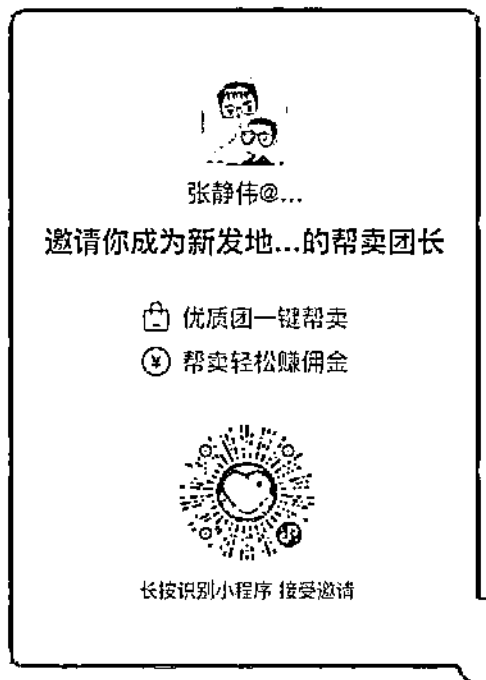 张静伟@...
邀请你成为新发地...的帮卖团长
优质团一键帮卖
¥ 帮卖轻松赚佣金
长按识别小程序 接受邀请